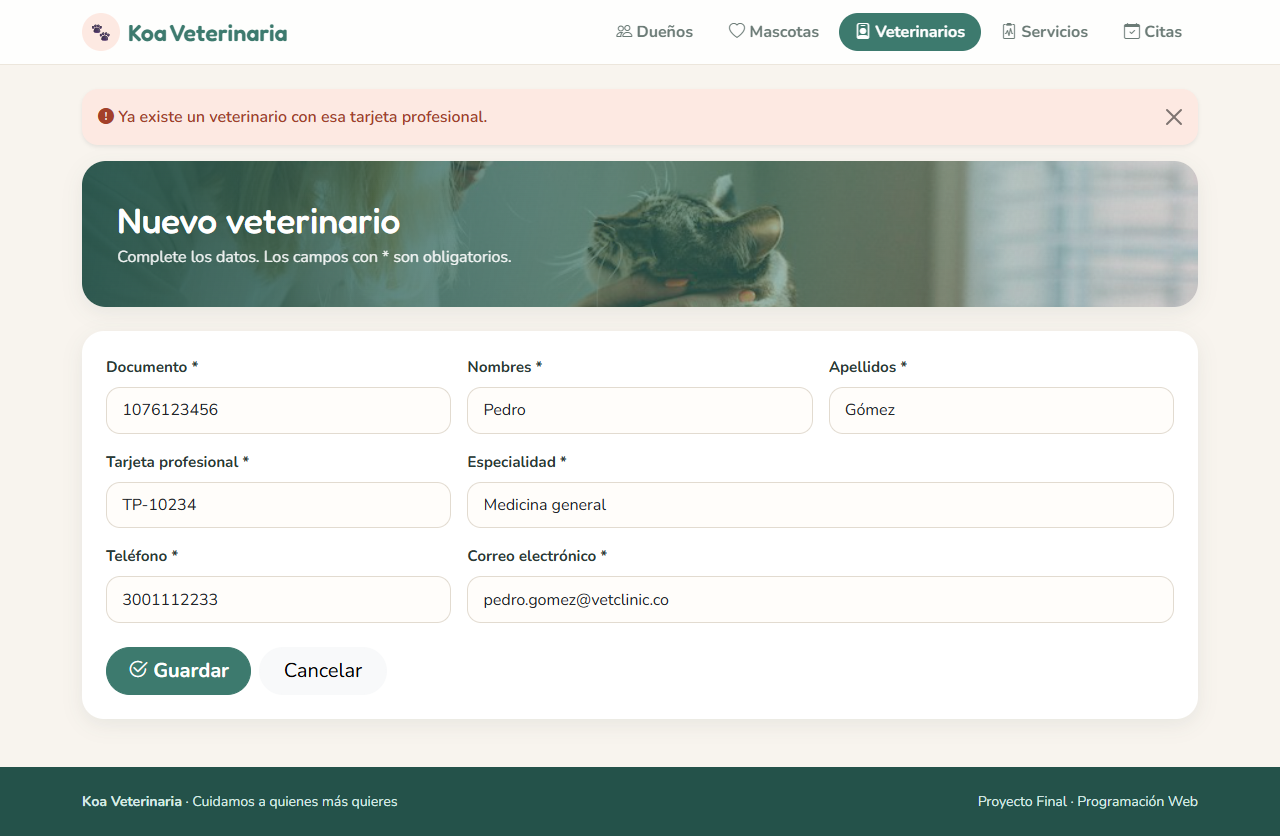 Koa Veterinaria
Dueños
Mascotas
Veterinarios
Servicios
Citas
Ya existe un veterinario con esa tarjeta profesional.
Nuevo veterinario
Complete los datos. Los campos con * son obligatorios.
Documento *
Nombres *
Apellidos *
1076123456
Pedro
Gómez
Tarjeta profesional *
Especialidad *
TP-10234
Medicina general
Teléfono *
Correo electrónico *
3001112233
pedro.gomez@vetclinic.co
Guardar
Cancelar
Koa Veterinaria · Cuidamos a quienes más quieres
Proyecto Final · Programación Web